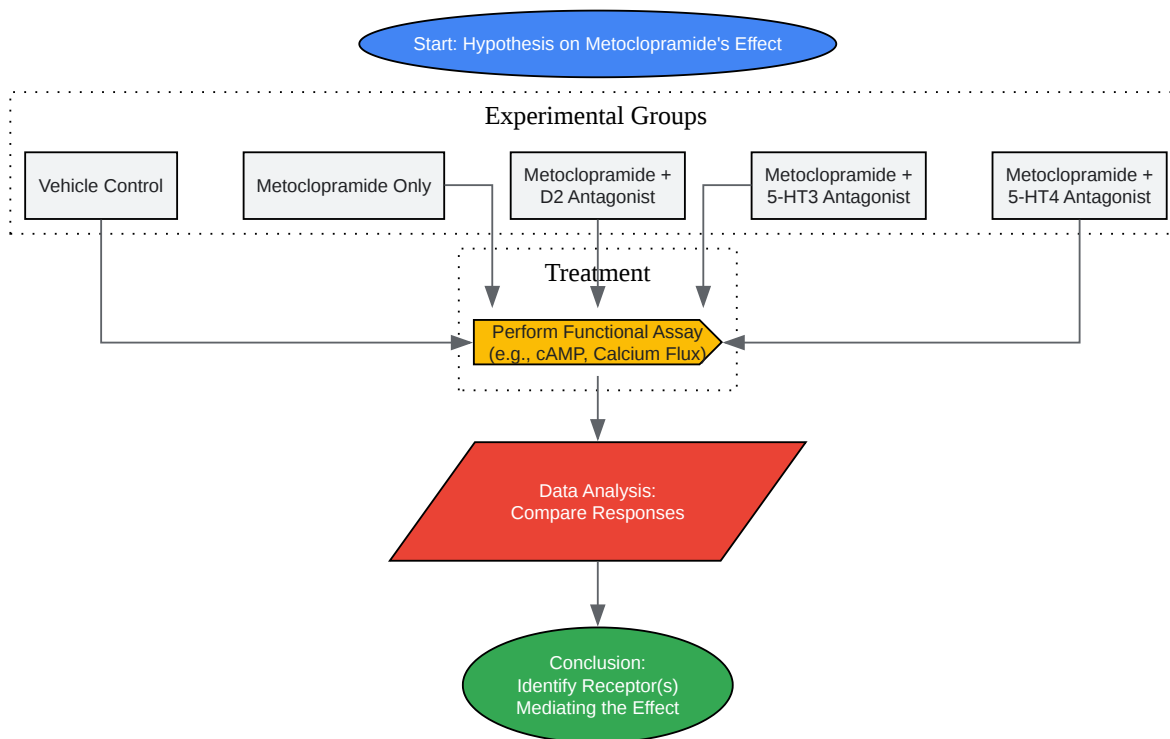 Start: Hypothesis on Metoclopramide's Effect
Experimental Groups
Vehicle Control
Metoclopramide Only
Metoclopramide +
D2 Antagonist
Metoclopramide +
5-HT3 Antagonist
Metoclopramide +
5-HT4 Antagonist
Treatment
Perform Functional Assay
(e.g., cAMP, Calcium Flux)
Data Analysis:
Compare Responses
Conclusion:
Identify Receptor(s)
Mediating the Effect